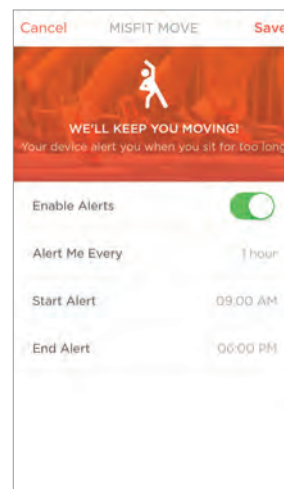 Cancel MISFIT MOVE Save
WE'LL KEEP YOU MOVING!
Your device alert you when you sit for too long
Enable Alerts
Alert Me Every 1 hour
Start Alert 09:00 AM
End Alert 06:00 PM